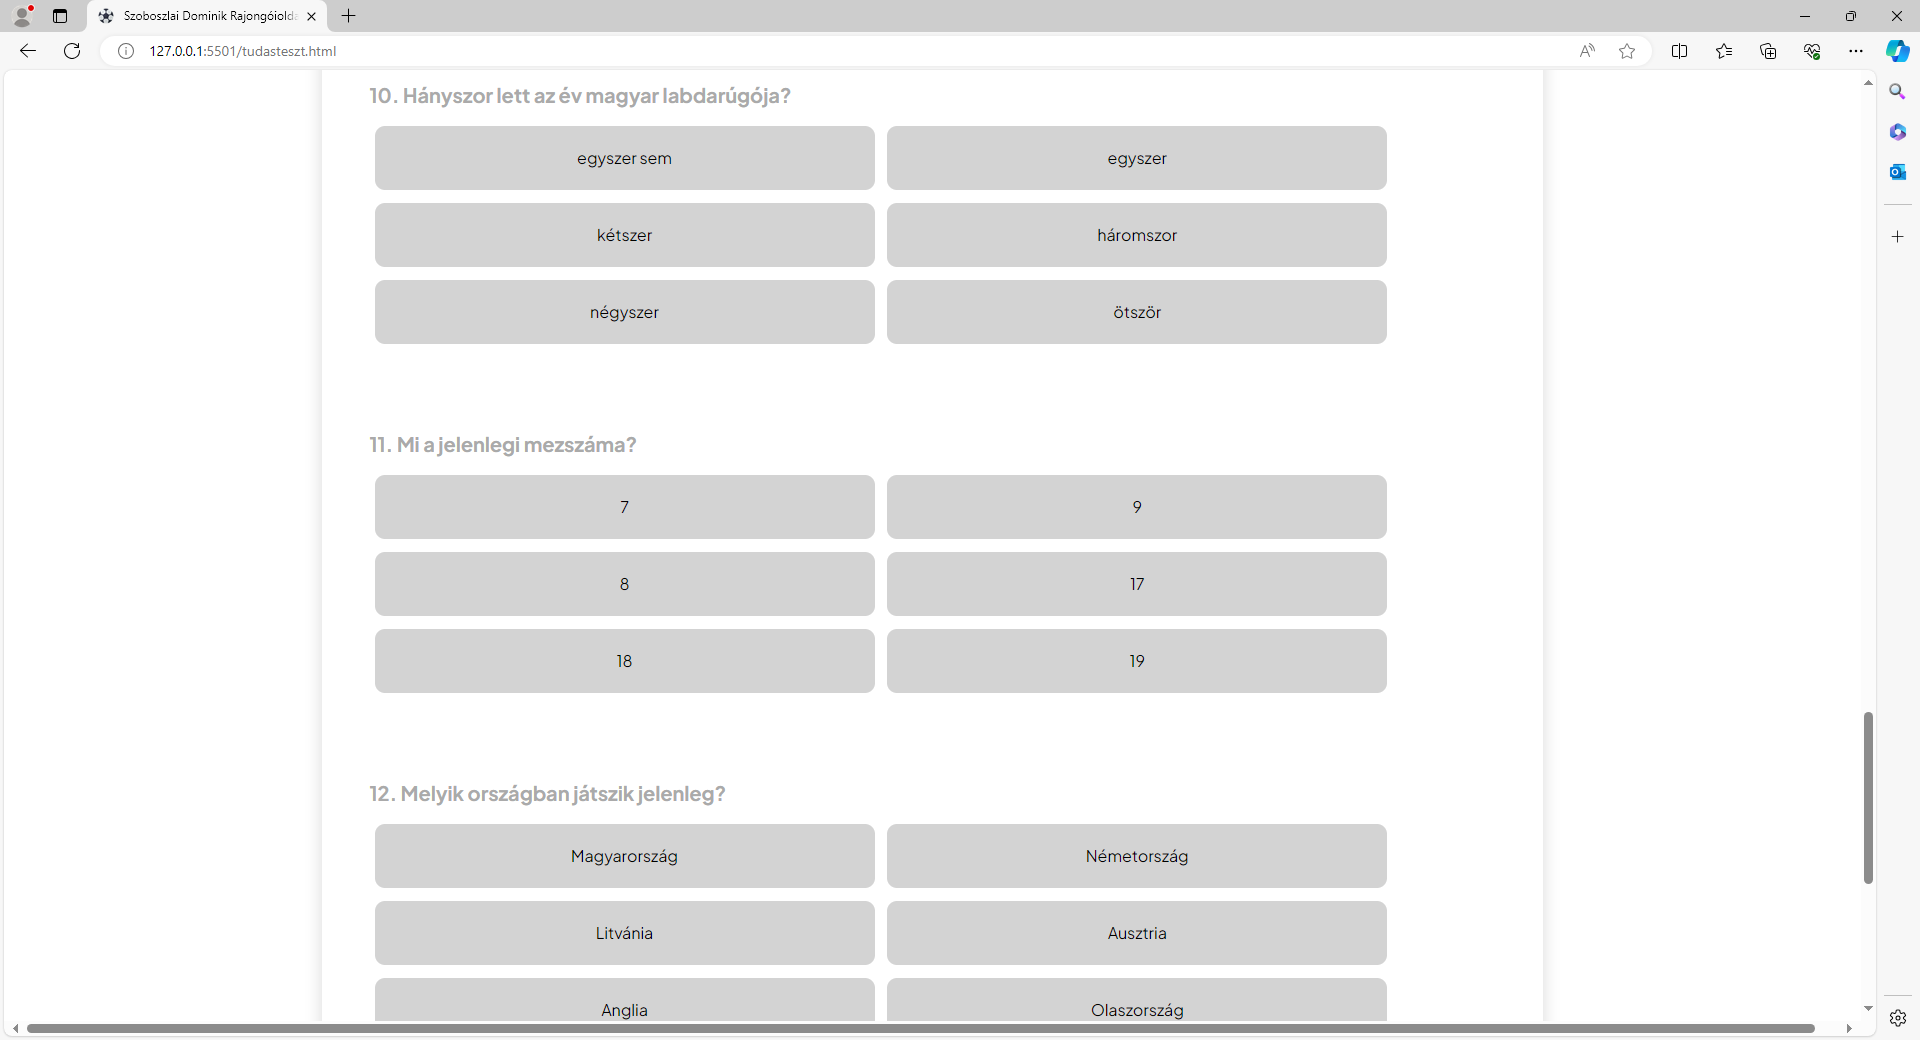 Szoboszlai Dominik Rajongóiolda
127.0.0.1:5501/tudasteszt.html
10. Hányszor lett az év magyar labdarúgója?
egyszer sem
egyszer
kétszer
háromszor
négyszer
ötször
11. Mi a jelenlegi mezszáma?
7
9
8
17
18
19
12. Melyik országban játszik jelenleg?
Magyarország
Németország
Litvánia
Ausztria
Anglia
Olaszország